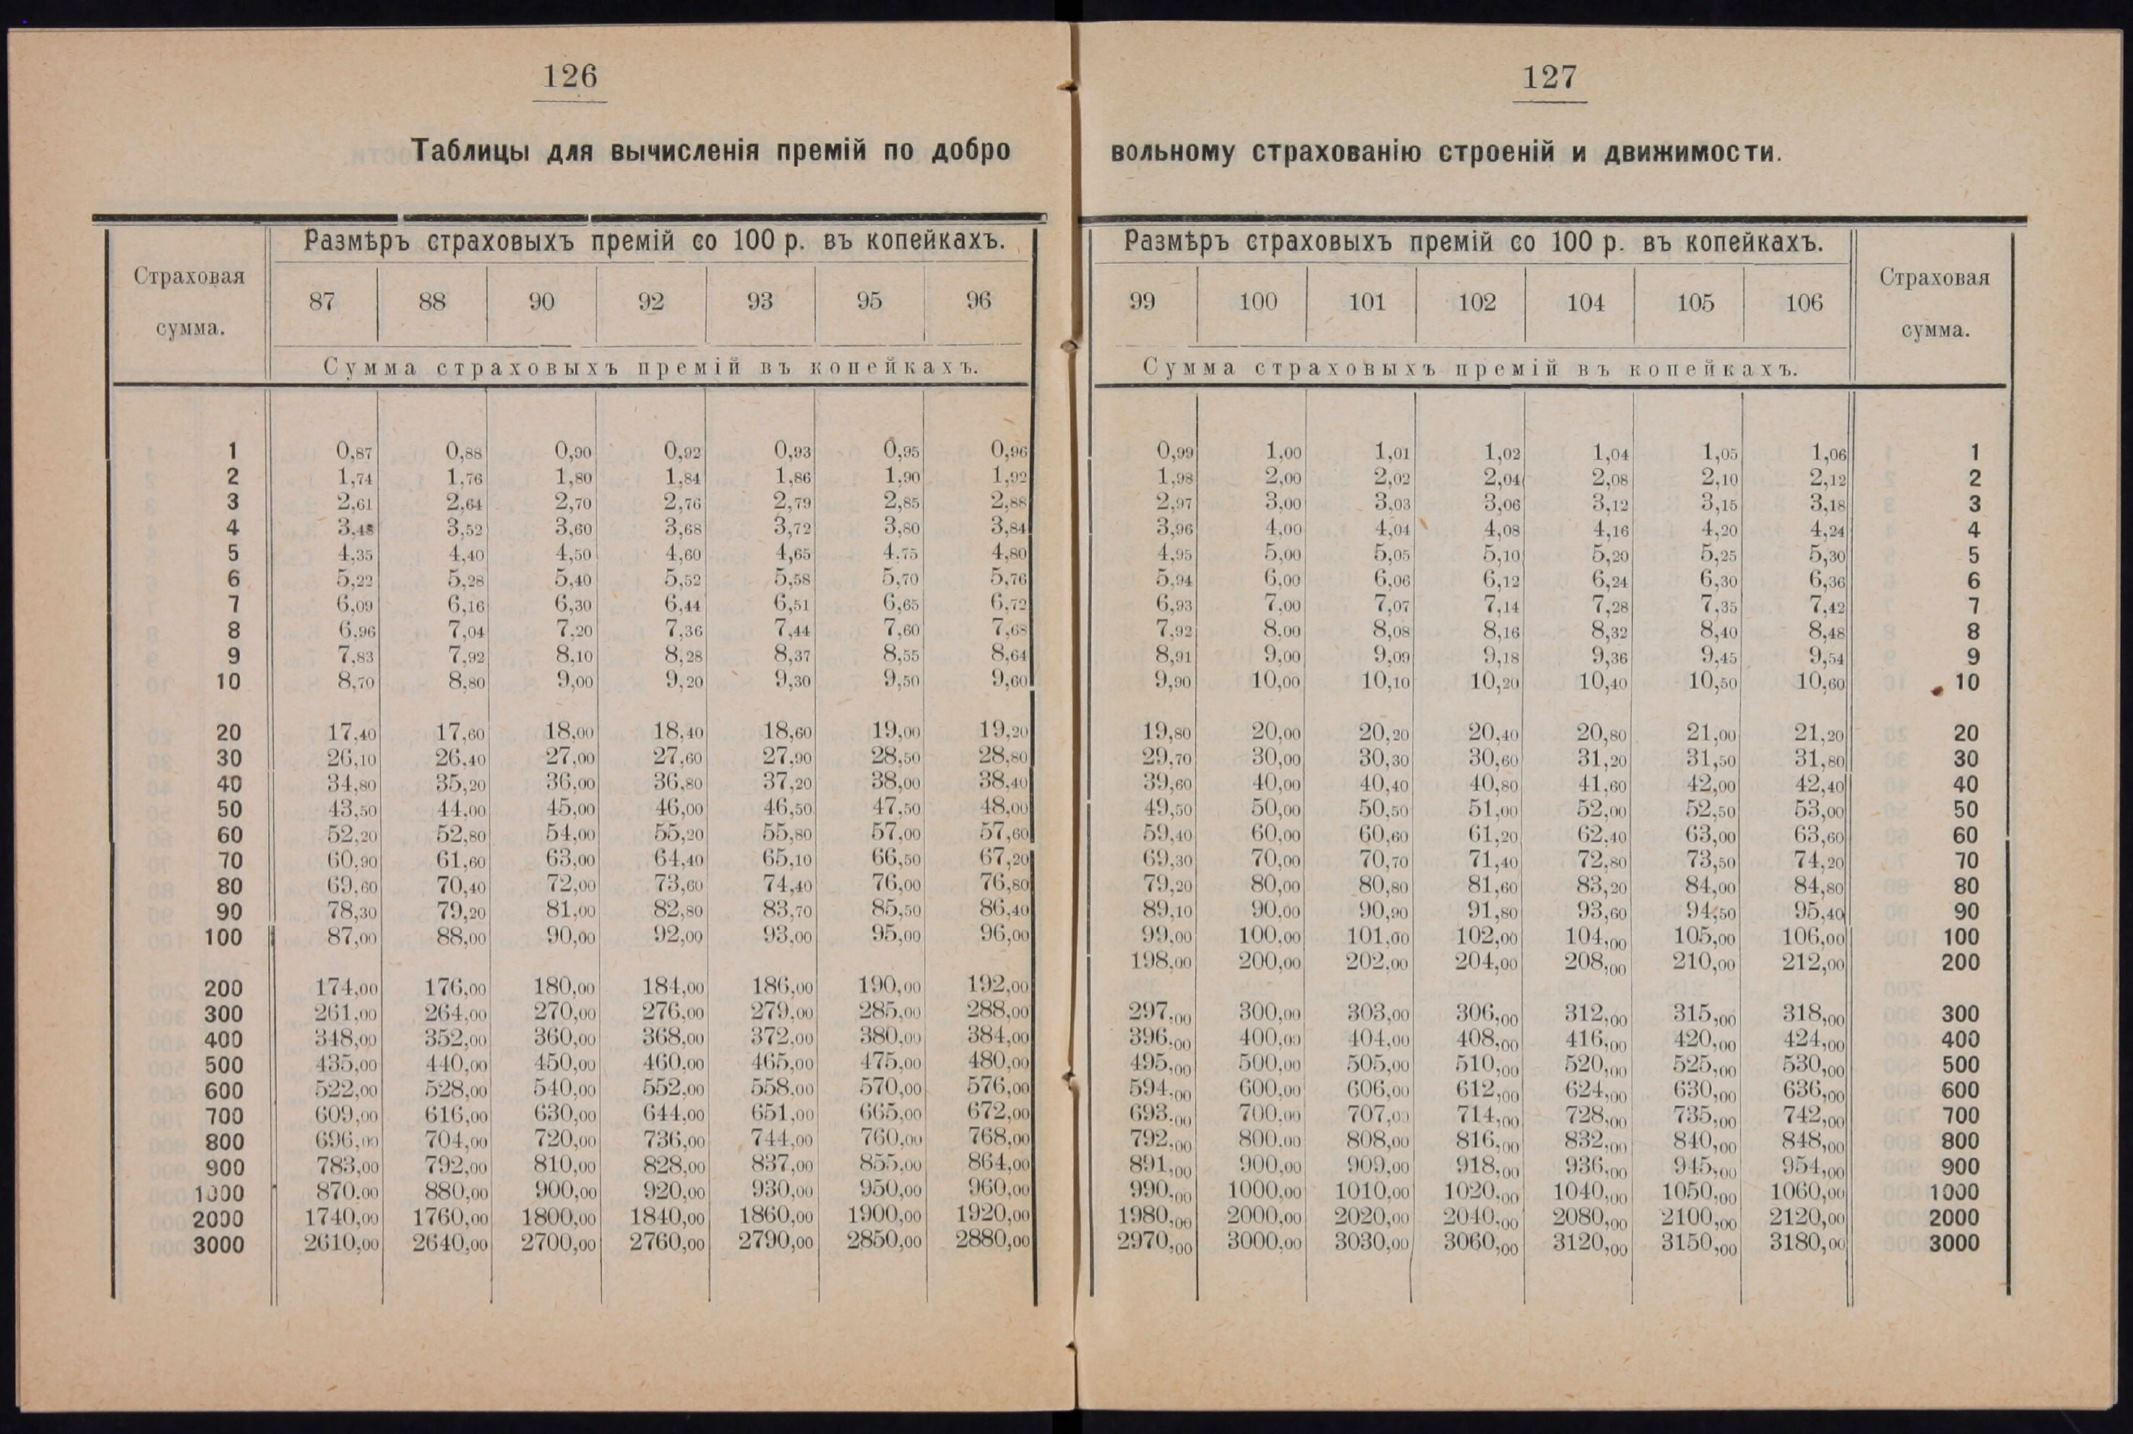 126
Таблицы для вычисленія премій по добро
Страховая сумма.
Размѣръ страховыхъ премій со 100 р. въ копейкахъ.
87 88 90 92 93 95 96
Сумма страховыхъ премій въ копейкахъ.
1 0,87 0,88 0,90 0,92 0,93 0,95 0,96
2 1,74 1,76 1,80 1,84 1,86 1,90 1,92
3 2,61 2,64 2,70 2,76 2,79 2,85 2,88
4 3,48 3,52 3,60 3,68 3,72 3,80 3,84
5 4,35 4,40 4,50 4,60 4,65 4,75 4,80
6 5,22 5,28 5,40 5,52 5,58 5,70 5,76
7 6,09 6,16 6,30 6,44 6,51 6,65 6,72
8 6,96 7,04 7,20 7,36 7,44 7,60 7,68
9 7,83 7,92 8,10 8,28 8,37 8,55 8,64
10 8,70 8,80 9,00 9,20 9,30 9,50 9,60
20 17,40 17,60 18,00 18,40 18,60 19,00 19,20
30 26,10 26,40 27,00 27,60 27,90 28,50 28,80
40 34,80 35,20 36,00 36,80 37,20 38,00 38,40
50 43,50 44,00 45,00 46,00 46,50 47,50 48,00
60 52,20 52,80 54,00 55,20 55,80 57,00 57,60
70 60,90 61,60 63,00 64,40 65,10 66,50 67,20
80 69,60 70,40 72,00 73,60 74,40 76,00 76,80
90 78,30 79,20 81,00 82,80 83,70 85,50 86,40
100 87,00 88,00 90,00 92,00 93,00 95,00 96,00
200 174,00 176,00 180,00 184,00 186,00 190,00 192,00
300 261,00 264,00 270,00 276,00 279,00 285,00 288,00
400 348,00 352,00 360,00 368,00 372,00 380,00 384,00
500 435,00 440,00 450,00 460,00 465,00 475,00 480,00
600 522,00 528,00 540,00 552,00 558,00 570,00 576,00
700 609,00 616,00 630,00 644,00 651,00 665,00 672,00
800 696,00 704,00 720,00 736,00 744,00 760,00 768,00
900 783,00 792,00 810,00 828,00 837,00 855,00 864,00
1000 870,00 880,00 900,00 920,00 930,00 950,00 960,00
2000 1740,00 1760,00 1800,00 1840,00 1860,00 1900,00 1920,00
3000 2610,00 2640,00 2700,00 2760,00 2790,00 2850,00 2880,00
127
вольному страхованію строеній и движимости.
Размѣръ страховыхъ премій со 100 р. въ копейкахъ.
Страховая сумма.
99 100 101 102 104 105 106
Сумма страховыхъ премій въ копейкахъ.
0,99 1,00 1,01 1,02 1,04 1,05 1,06 1
1,98 2,00 2,02 2,04 2,08 2,10 2,12 2
2,97 3,00 3,03 3,06 3,12 3,15 3,18 3
3,96 4,00 4,04 4,08 4,16 4,20 4,24 4
4,95 5,00 5,05 5,10 5,20 5,25 5,30 5
5,94 6,00 6,06 6,12 6,24 6,30 6,36 6
6,93 7,00 7,07 7,14 7,28 7,35 7,42 7
7,92 8,00 8,08 8,16 8,32 8,40 8,48 8
8,91 9,00 9,09 9,18 9,36 9,45 9,54 9
9,90 10,00 10,10 10,20 10,40 10,50 10,60 10
19,80 20,00 20,20 20,40 20,80 21,00 21,20 20
29,70 30,00 30,30 30,60 31,20 31,50 31,80 30
39,60 40,00 40,40 40,80 41,60 42,00 42,40 40
49,50 50,00 50,50 51,00 52,00 52,50 53,00 50
59,40 60,00 60,60 61,20 62,40 63,00 63,60 60
69,30 70,00 70,70 71,40 72,80 73,50 74,20 70
79,20 80,00 80,80 81,60 83,20 84,00 84,80 80
89,10 90,00 90,90 91,80 93,60 94,50 95,40 90
99,00 100,00 101,00 102,00 104,00 105,00 106,00 100
198,00 200,00 202,00 204,00 208,00 210,00 212,00 200
297,00 300,00 303,00 306,00 312,00 315,00 318,00 300
396,00 400,00 404,00 408,00 416,00 420,00 424,00 400
495,00 500,00 505,00 510,00 520,00 525,00 530,00 500
594,00 600,00 606,00 612,00 624,00 630,00 636,00 600
693,00 700,00 707,00 714,00 728,00 735,00 742,00 700
792,00 800,00 808,00 816,00 832,00 840,00 848,00 800
891,00 900,00 909,00 918,00 936,00 945,00 954,00 900
990,00 1000,00 1010,00 1020,00 1040,00 1050,00 1060,00 1000
1980,00 2000,00 2020,00 2040,00 2080,00 2100,00 2120,00 2000
2970,00 3000,00 3030,00 3060,00 3120,00 3150,00 3180,00 3000